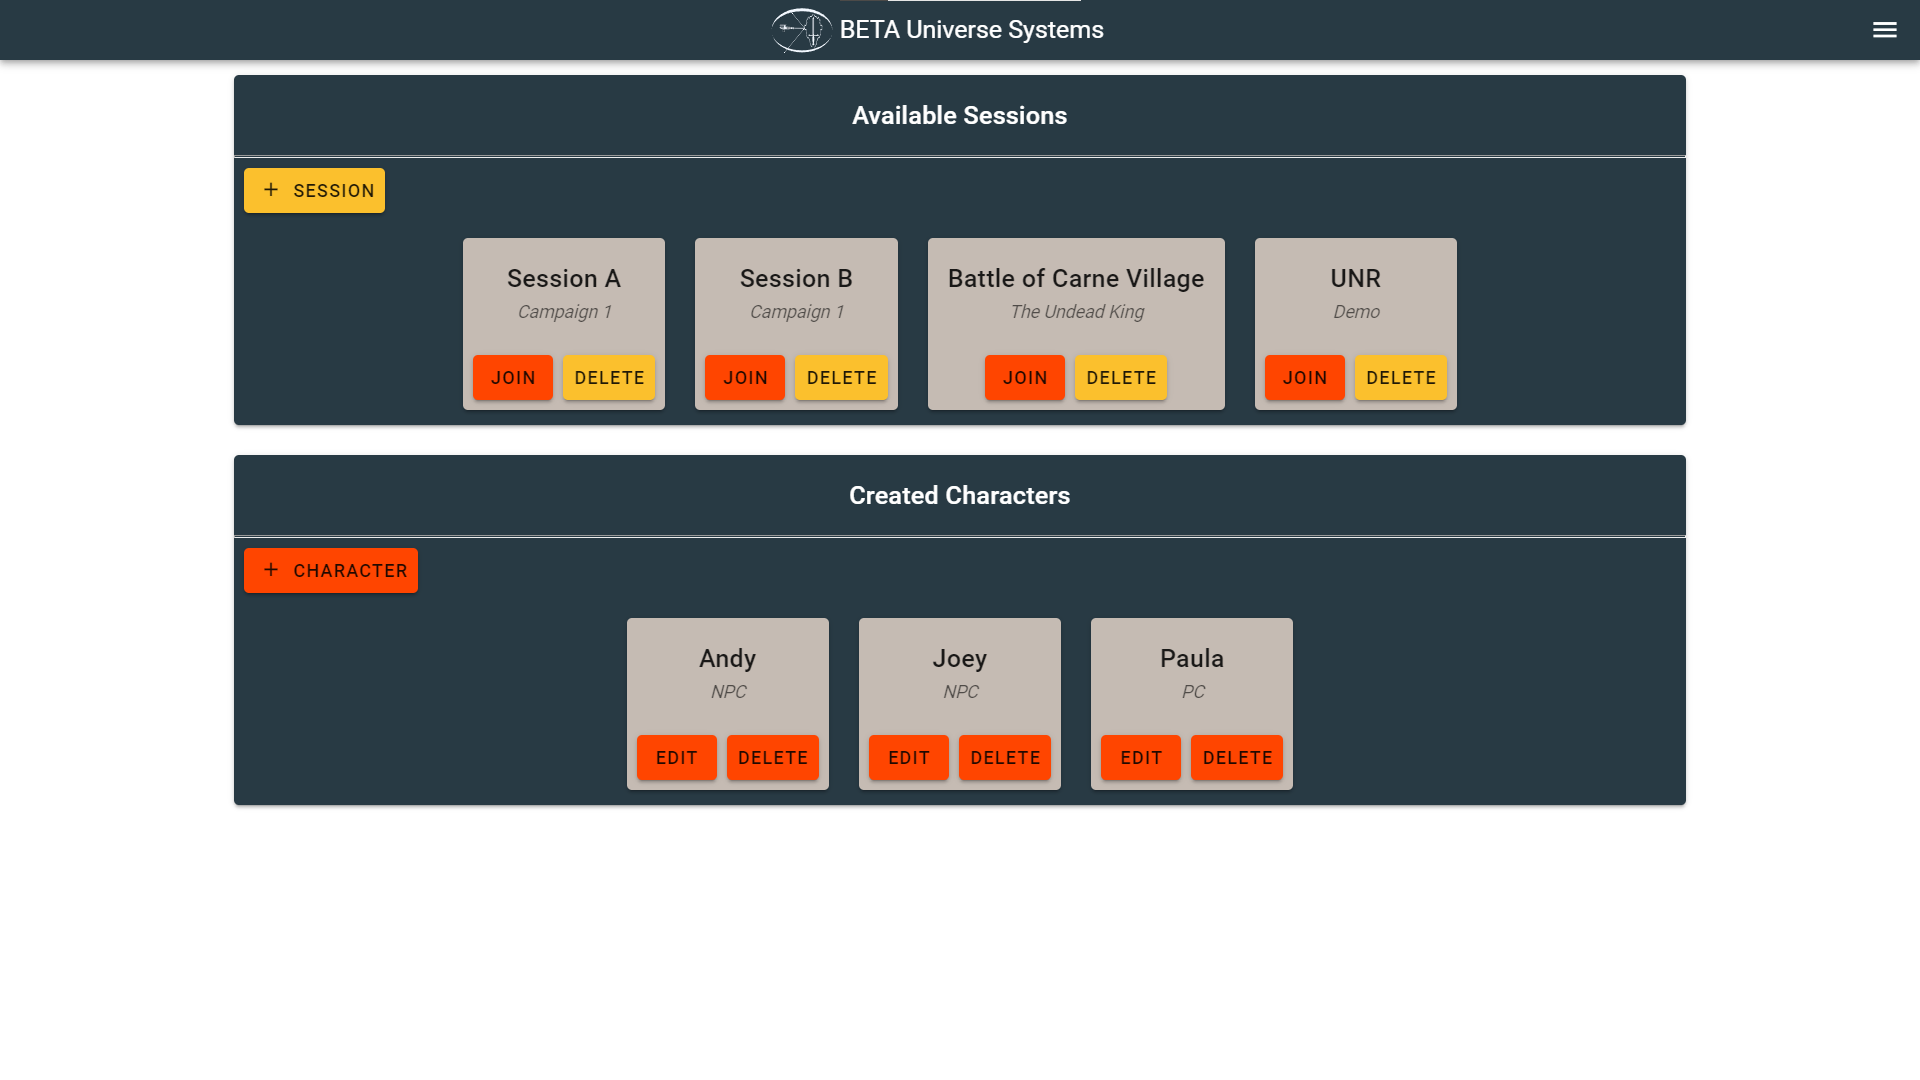 BETA Universe Systems
Available Sessions
+ SESSION
Session A
Campaign 1
JOIN DELETE
Session B
Campaign 1
JOIN DELETE
Battle of Carne Village
The Undead King
JOIN DELETE
UNR
Demo
JOIN DELETE
Created Characters
+ CHARACTER
Andy
NPC
EDIT DELETE
Joey
NPC
EDIT DELETE
Paula
PC
EDIT DELETE